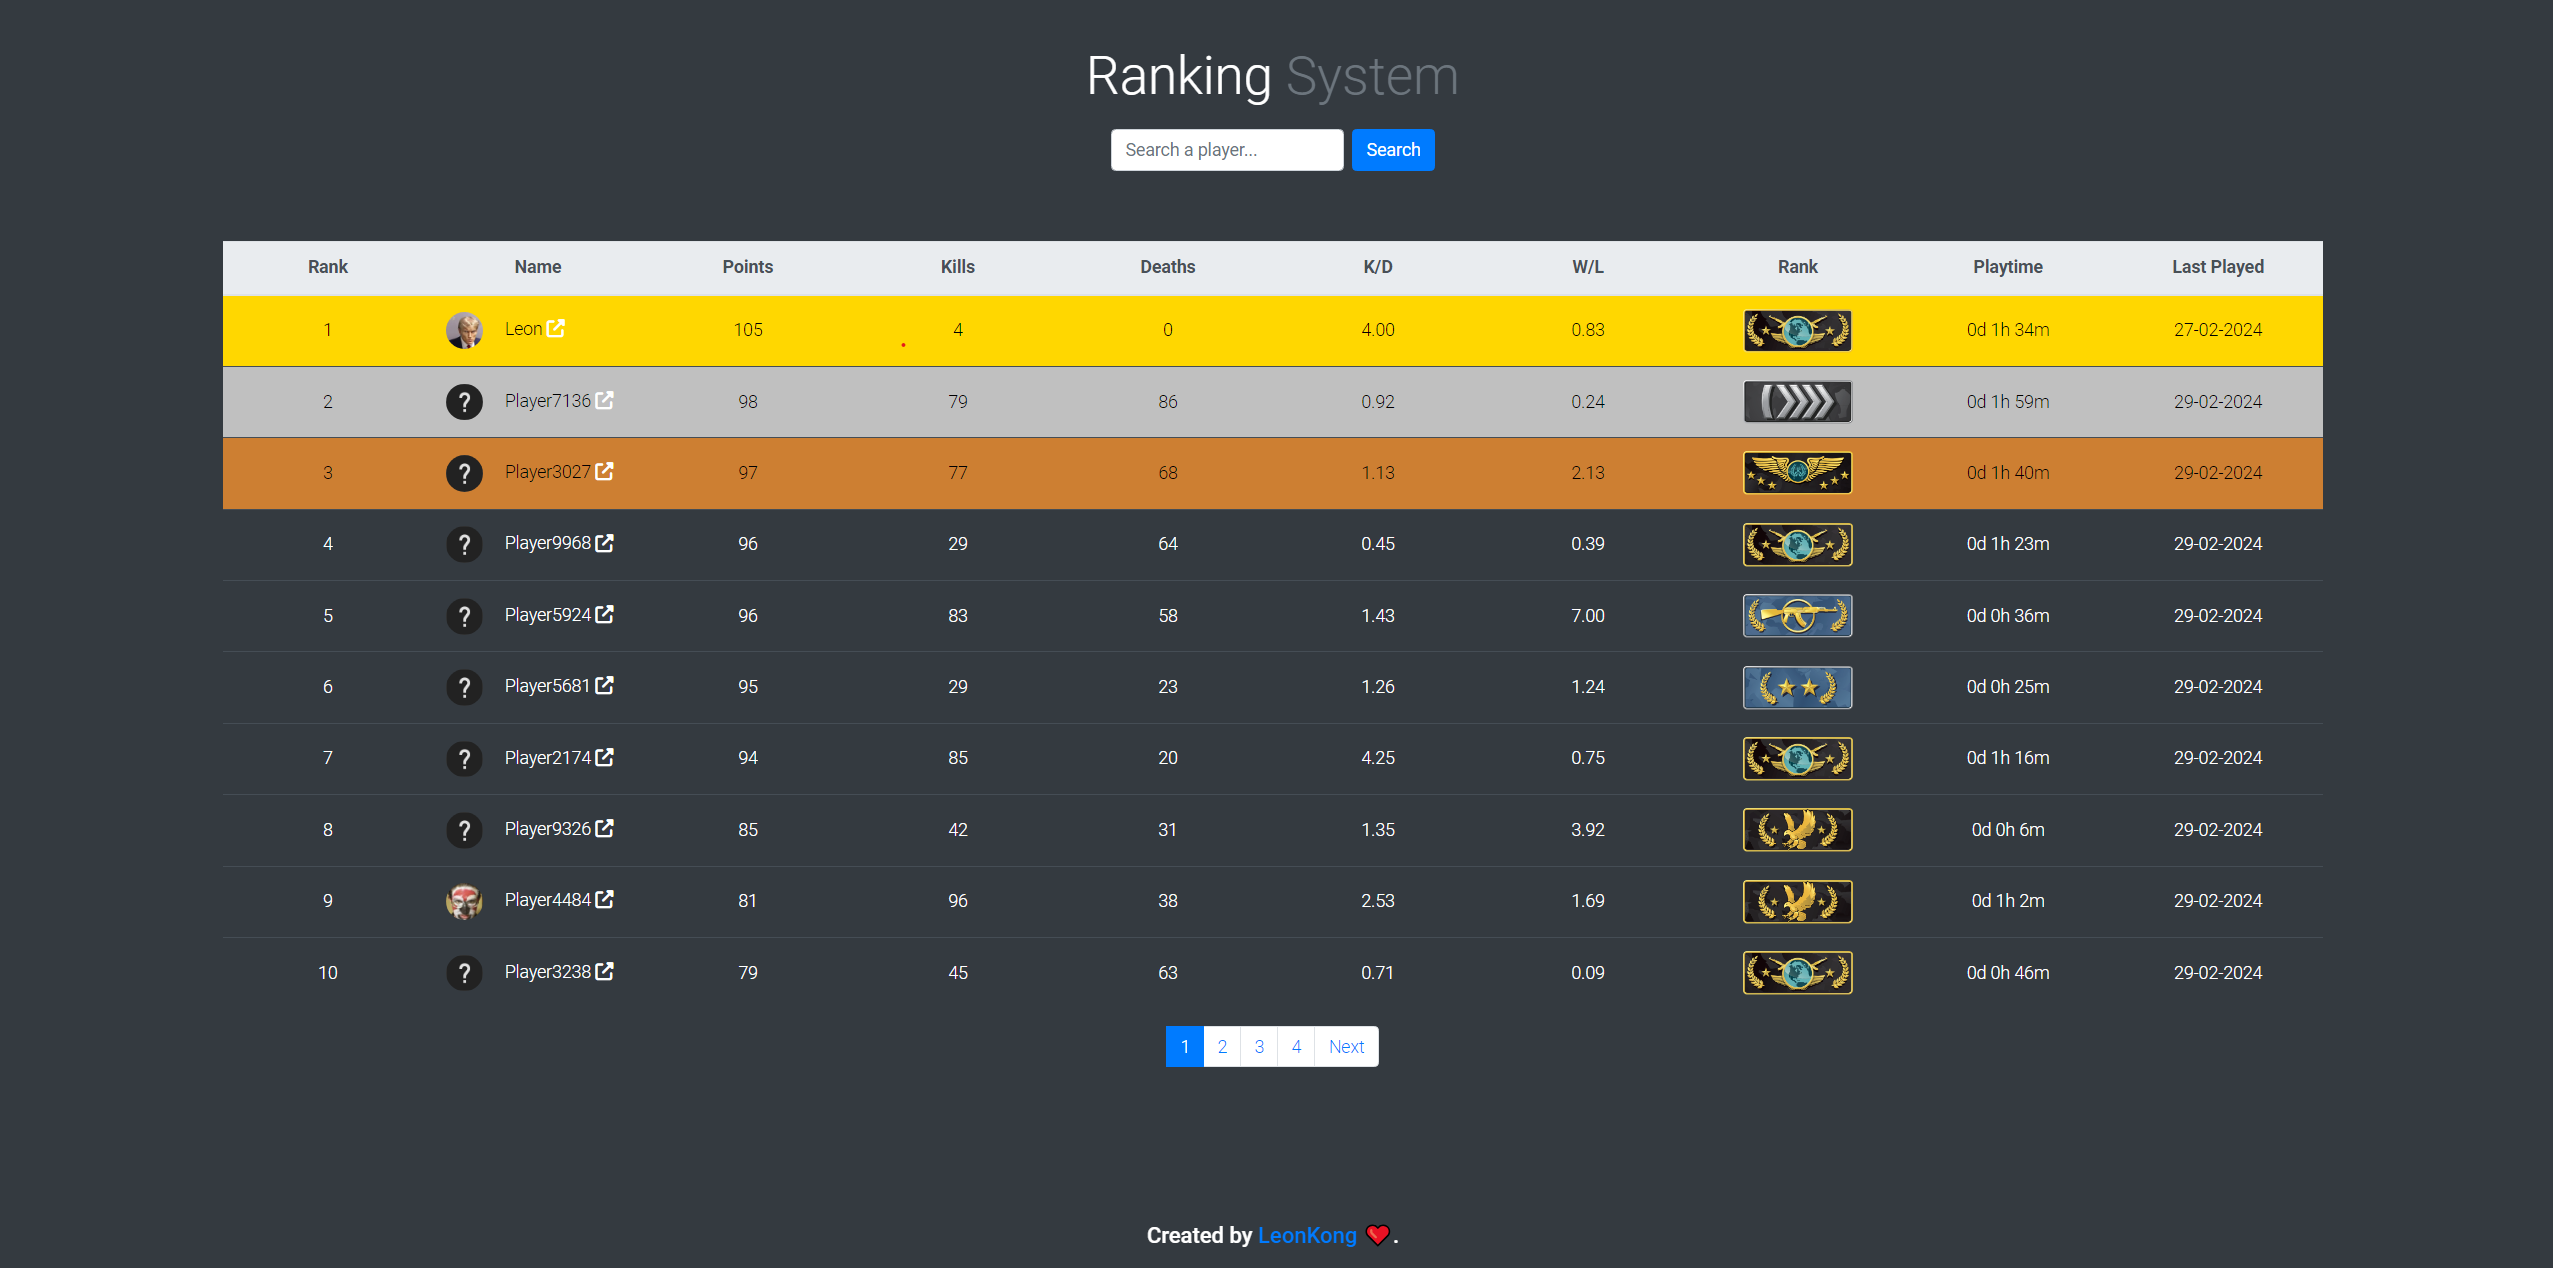 Ranking System
Search a player... Search
Rank Name Points Kills Deaths K/D W/L Rank Playtime Last Played
1 Leon 105 4 0 4.00 0.83 0d 1h 34m 27-02-2024
2 ? Player7136 98 79 86 0.92 0.24 0d 1h 59m 29-02-2024
3 ? Player3027 97 77 68 1.13 2.13 0d 1h 40m 29-02-2024
4 ? Player9968 96 29 64 0.45 0.39 0d 1h 23m 29-02-2024
5 ? Player5924 96 83 58 1.43 7.00 0d 0h 36m 29-02-2024
6 ? Player5681 95 29 23 1.26 1.24 0d 0h 25m 29-02-2024
7 ? Player2174 94 85 20 4.25 0.75 0d 1h 16m 29-02-2024
8 ? Player9326 85 42 31 1.35 3.92 0d 0h 6m 29-02-2024
9 Player4484 81 96 38 2.53 1.69 0d 1h 2m 29-02-2024
10 ? Player3238 79 45 63 0.71 0.09 0d 0h 46m 29-02-2024
1 2 3 4 Next
Created by LeonKong ❤️.